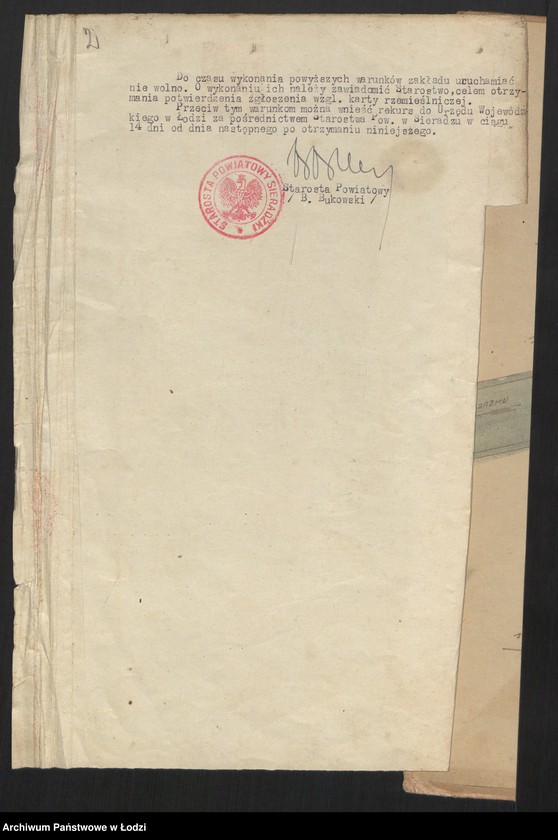 2
Do czasu wykonania powyższych warunków zakładu uruchamiać
nie wolno. O wykonaniu ich należy zawiadomić Starostwo,celem otrzy-
mania potwierdzenia zgłoszenia wzgl. karty rzemieślniczej.
Przeciw tym warunkom można wnieść rekurs do Urzędu Wojewódz-
kiego w Łodzi za pośrednictwem Starostwa Pow. w Sieradzu w ciągu
14 dni od dnia następnego po otrzymaniu niniejszego.
Starosta Powiatowy
/ B. Bukowski /
STAROSTA POWIATOWY SIERADZKI
Archiwum Państwowe w Łodzi